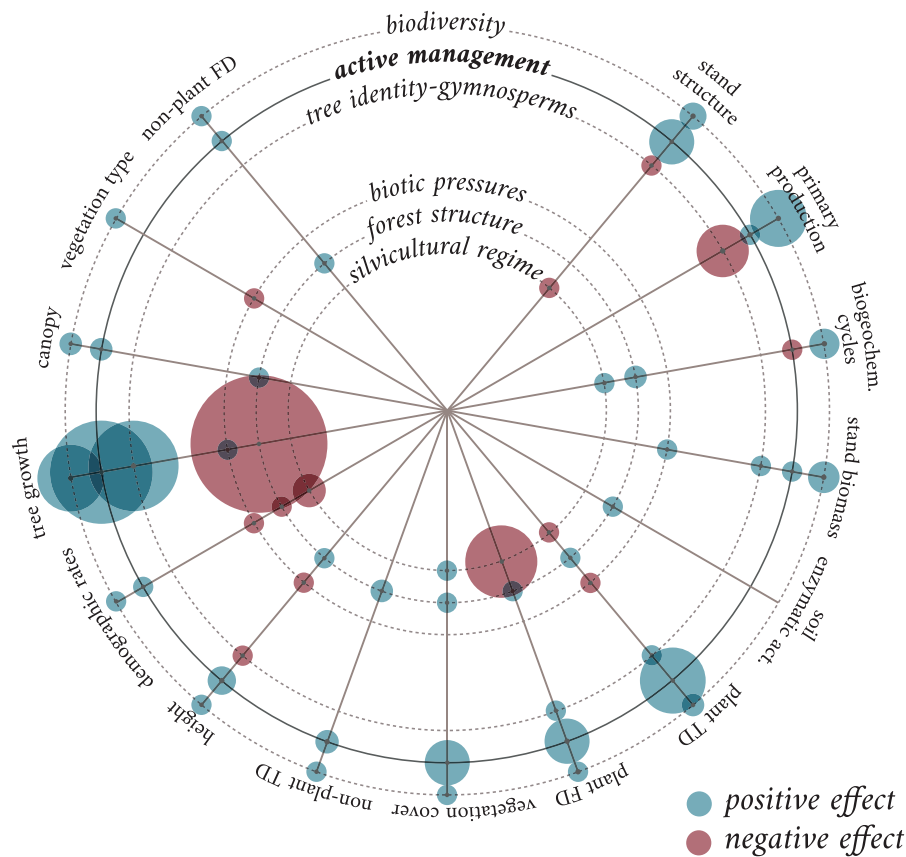 biodiversity
active management
tree identity-gymnosperms
biotic pressures
forest structure
silvicultural regime
stand
structure
primary
production
biogeochem.
cycles
stand biomass
soil
enzymatic act.
plant TD
plant FD
vegetation cover
non-plant TD
height
demographic rates
tree growth
canopy
vegetation type
non-plant FD
positive effect
negative effect